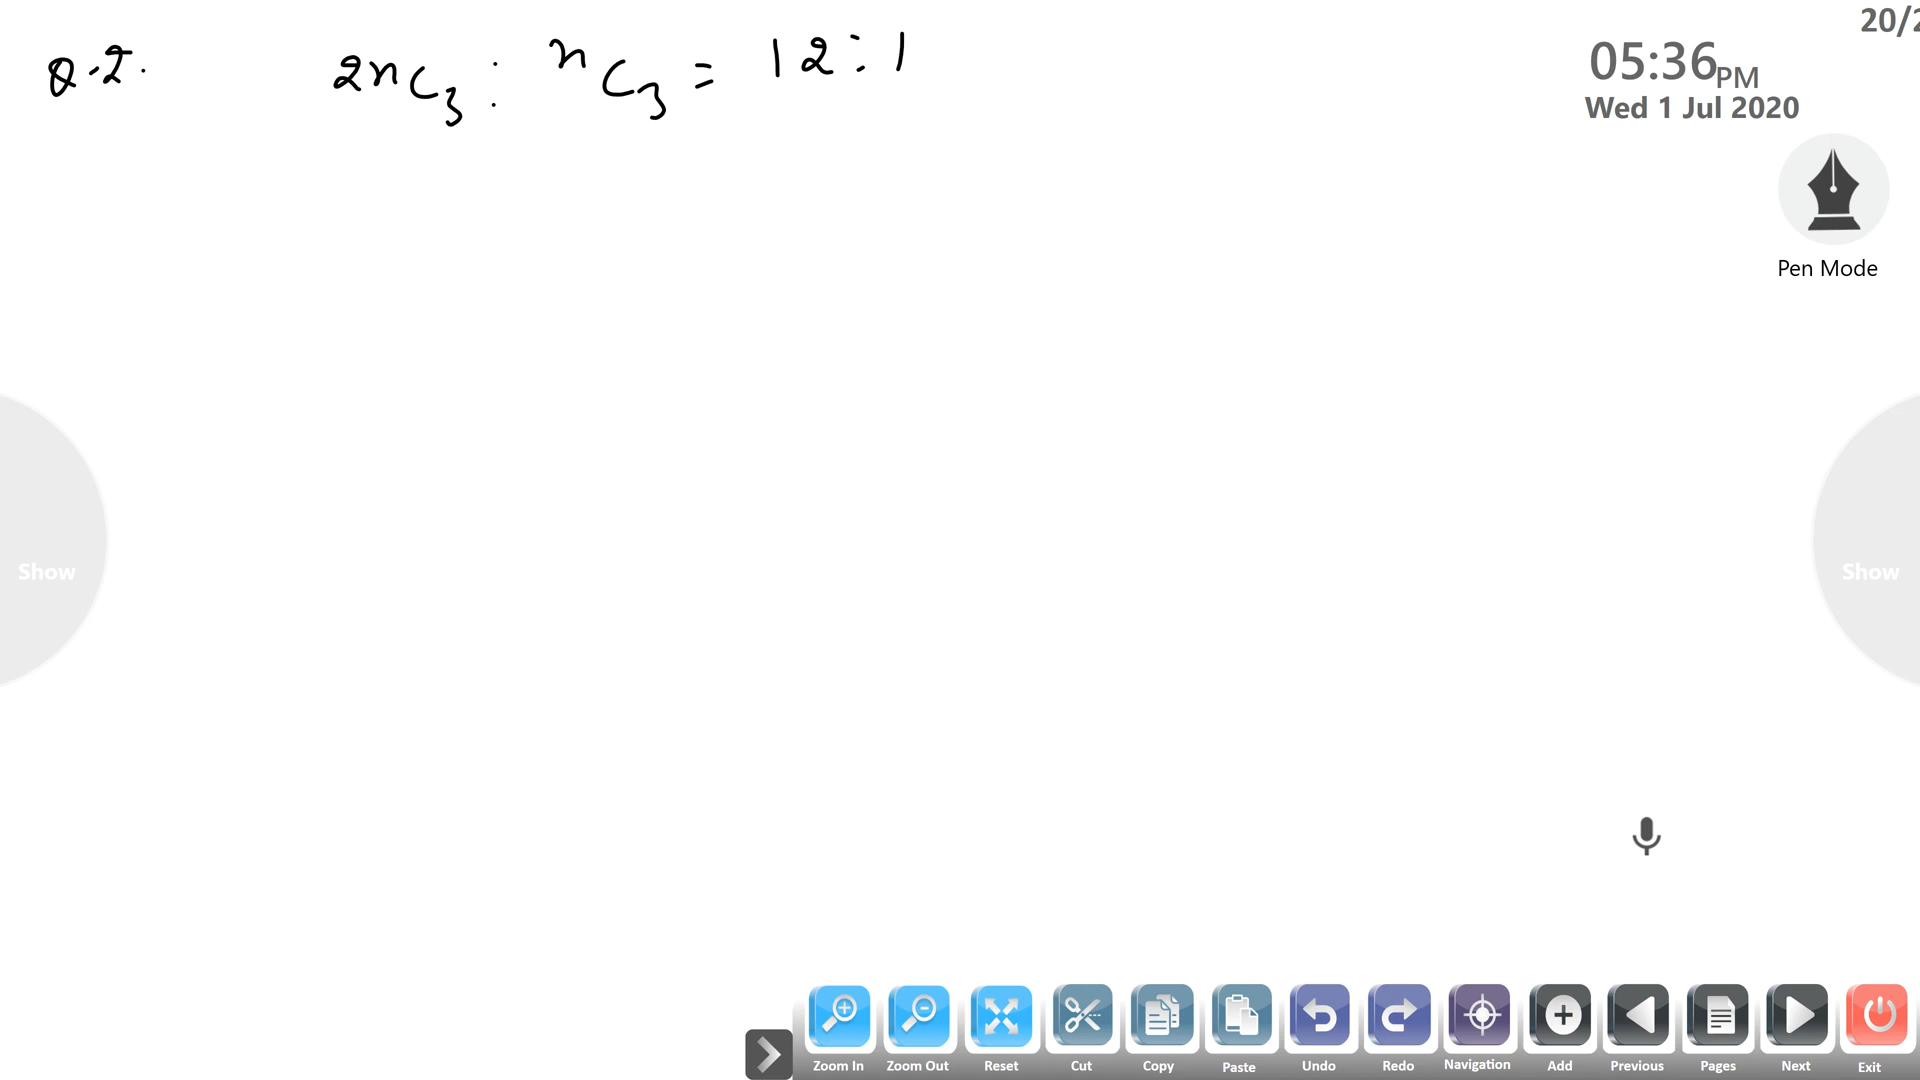 Q.2. 2nC3 : nC3 = 12:1
20/2
05:36PM
Wed 1 Jul 2020
Pen Mode
Show Show
Zoom In Zoom Out Reset Cut Copy Paste Undo Redo Navigation Add Previous Pages Next Exit